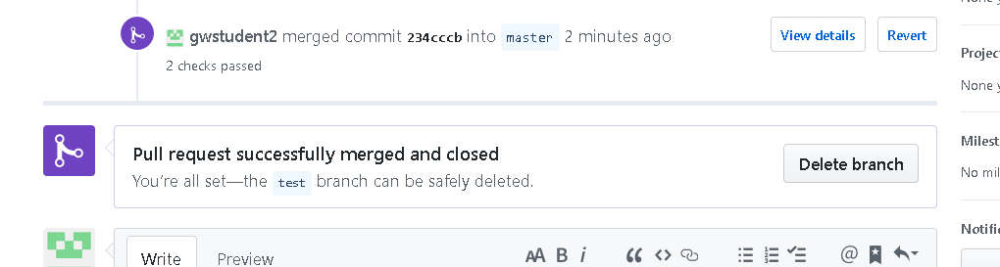 None y
gwstudent2 merged commit 234cccb into master 2 minutes ago
View details
Revert
2 checks passed
Projec
None y
Pull request successfully merged and closed
You're all set—the test branch can be safely deleted.
Delete branch
Milest
No mil
Notific
Write
Preview
AA B i